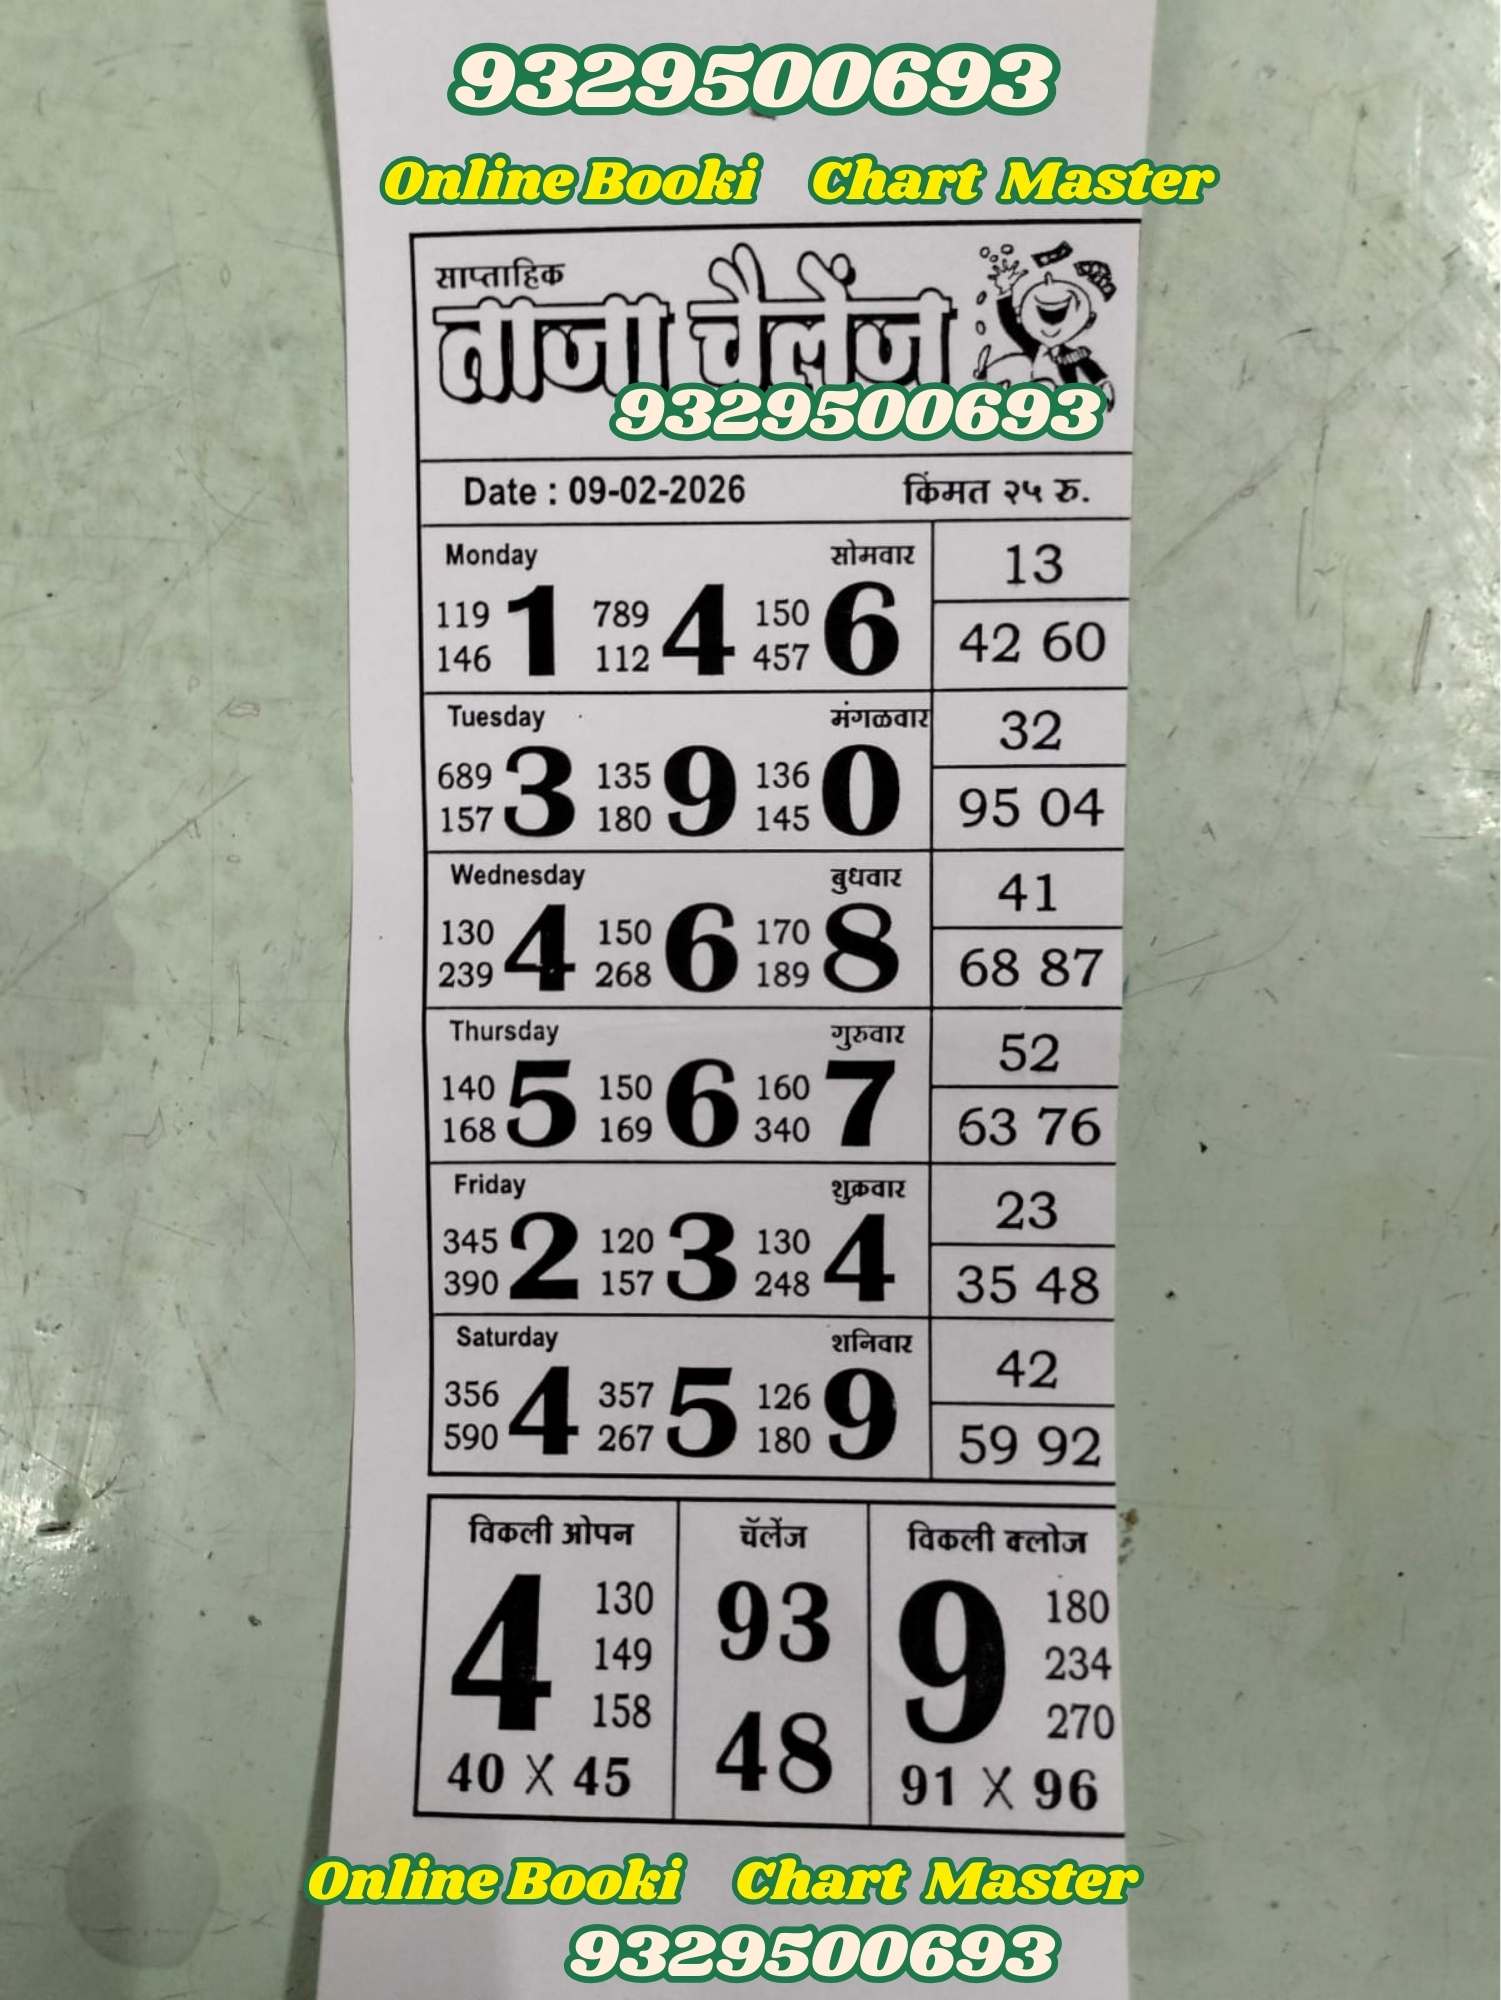 9329500693
Online Booki Chart Master
साप्ताहिक
ताजा चैलेंज
9329500693
Date : 09-02-2026 किंमत २५ रु.
Monday सोमवार 13
119 1 789 4 150 6
146 112 457 42 60
Tuesday मंगळवार 32
689 3 135 9 136 0
157 180 145 95 04
Wednesday बुधवार 41
130 4 150 6 170 8
239 268 189 68 87
Thursday गुरुवार 52
140 5 150 6 160 7
168 169 340 63 76
Friday शुक्रवार 23
345 2 120 3 130 4
390 157 248 35 48
Saturday शनिवार 42
356 4 357 5 126 9
590 267 180 59 92
विकली ओपन चॅलेंज विकली क्लोज
4 130 93 9 180
149 234
158 48 270
40 X 45 91 X 96
Online Booki Chart Master
9329500693